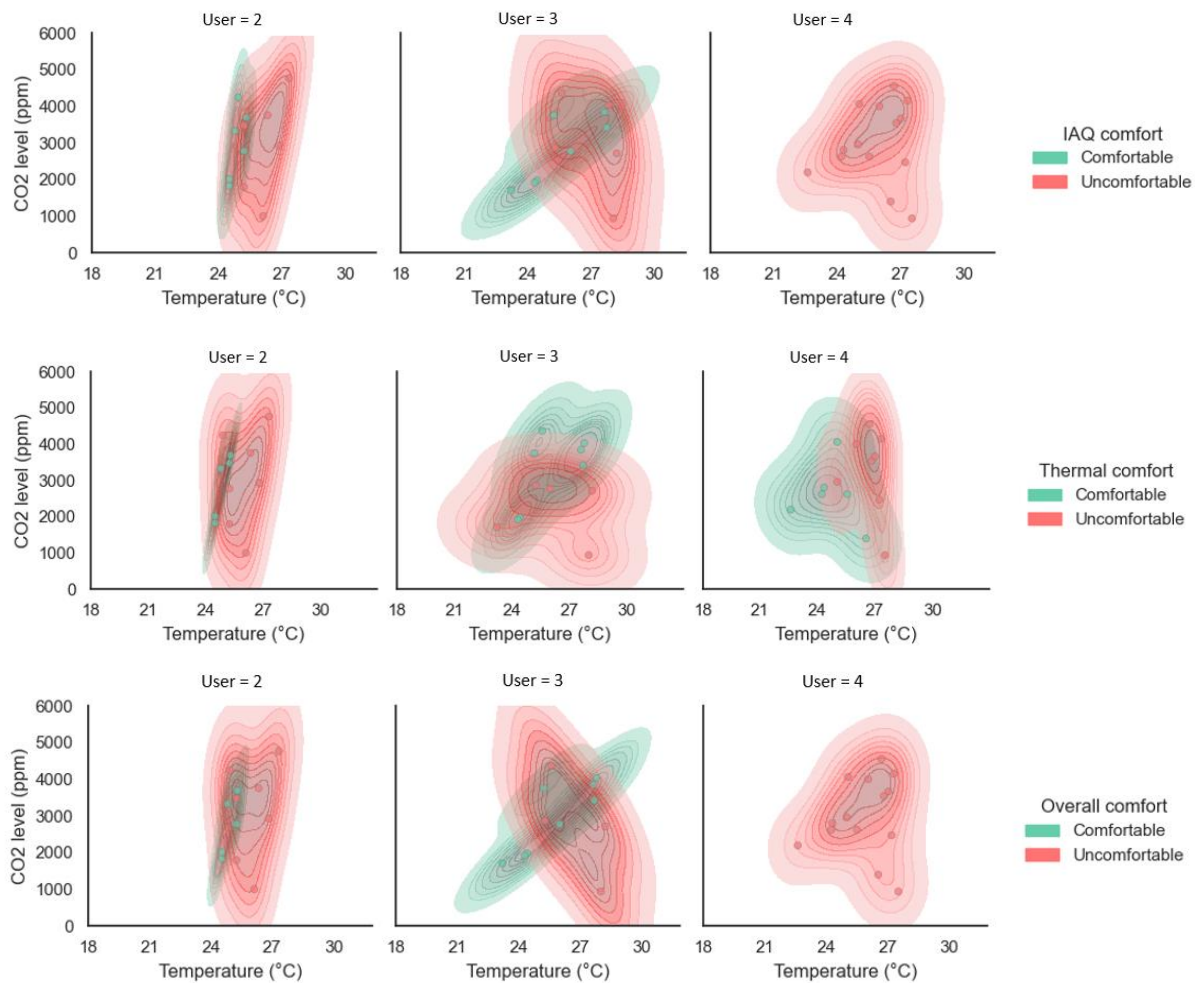 User = 2
User = 3
User = 4
6000
5000
4000
3000
2000
1000
0
CO2 level (ppm)
18 21 24 27 30
18 21 24 27 30
18 21 24 27 30
Temperature (°C)
Temperature (°C)
Temperature (°C)
IAQ comfort
Comfortable
Uncomfortable
User = 2
User = 3
User = 4
6000
5000
4000
3000
2000
1000
0
CO2 level (ppm)
18 21 24 27 30
18 21 24 27 30
18 21 24 27 30
Temperature (°C)
Temperature (°C)
Temperature (°C)
Thermal comfort
Comfortable
Uncomfortable
User = 2
User = 3
User = 4
6000
5000
4000
3000
2000
1000
0
CO2 level (ppm)
18 21 24 27 30
18 21 24 27 30
18 21 24 27 30
Temperature (°C)
Temperature (°C)
Temperature (°C)
Overall comfort
Comfortable
Uncomfortable